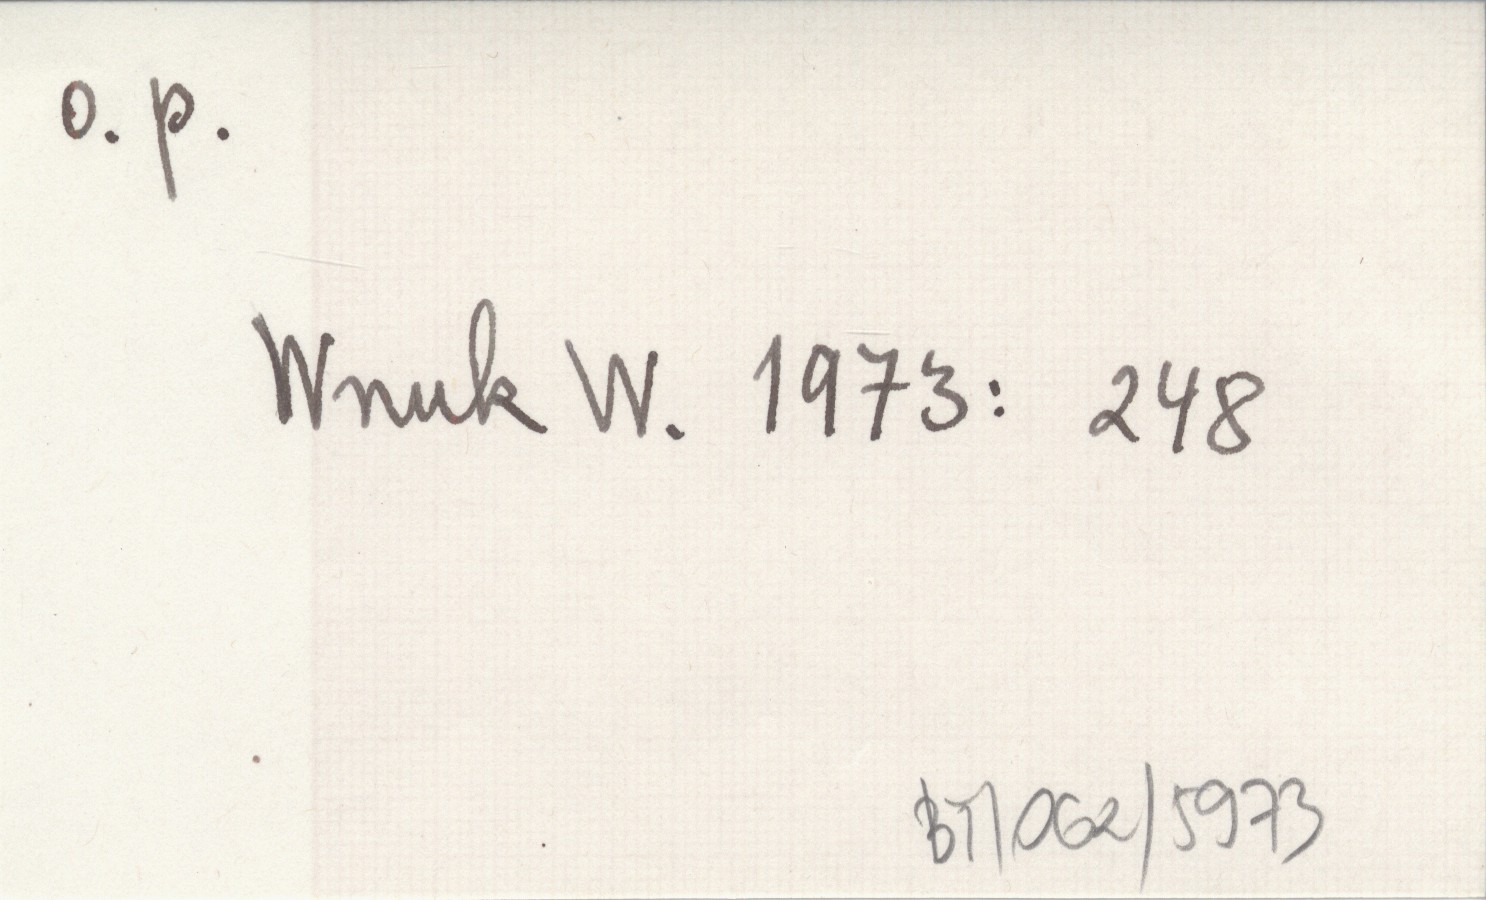 o. p.
Wnuk W. 1973: 248
BT/062/5973